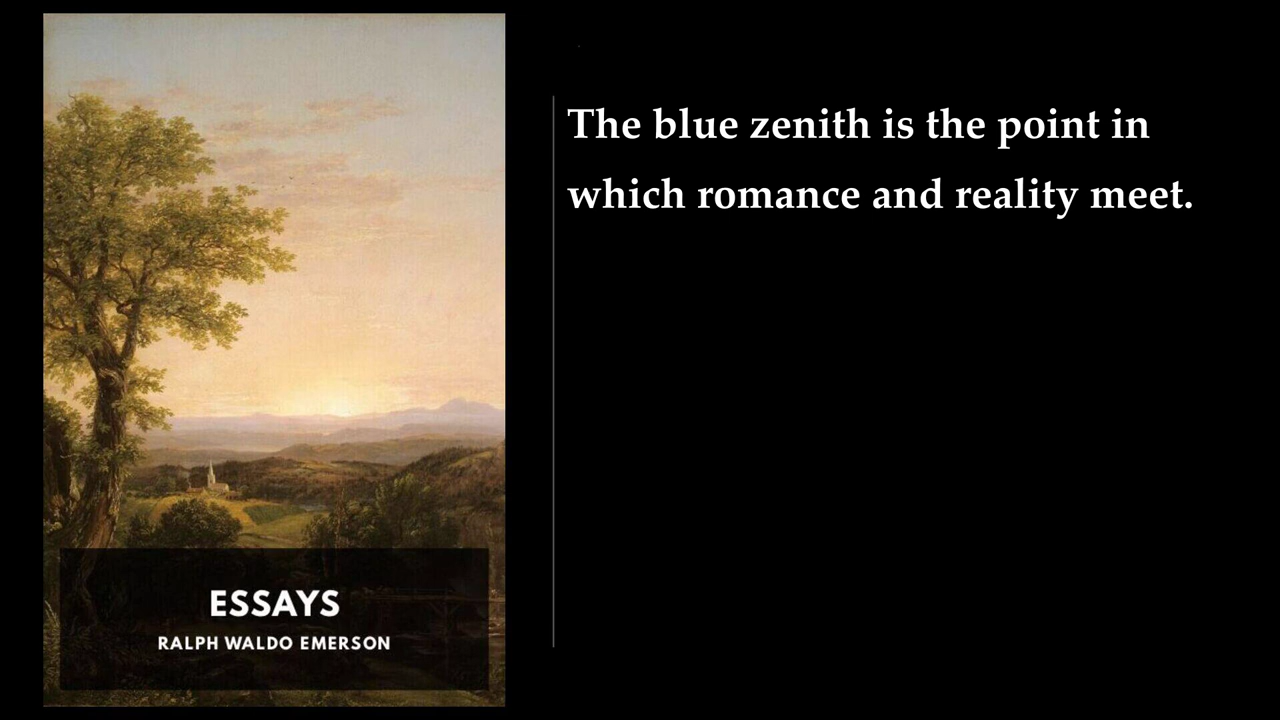 ESSAYS
RALPH WALDO EMERSON
The blue zenith is the point in
which romance and reality meet.